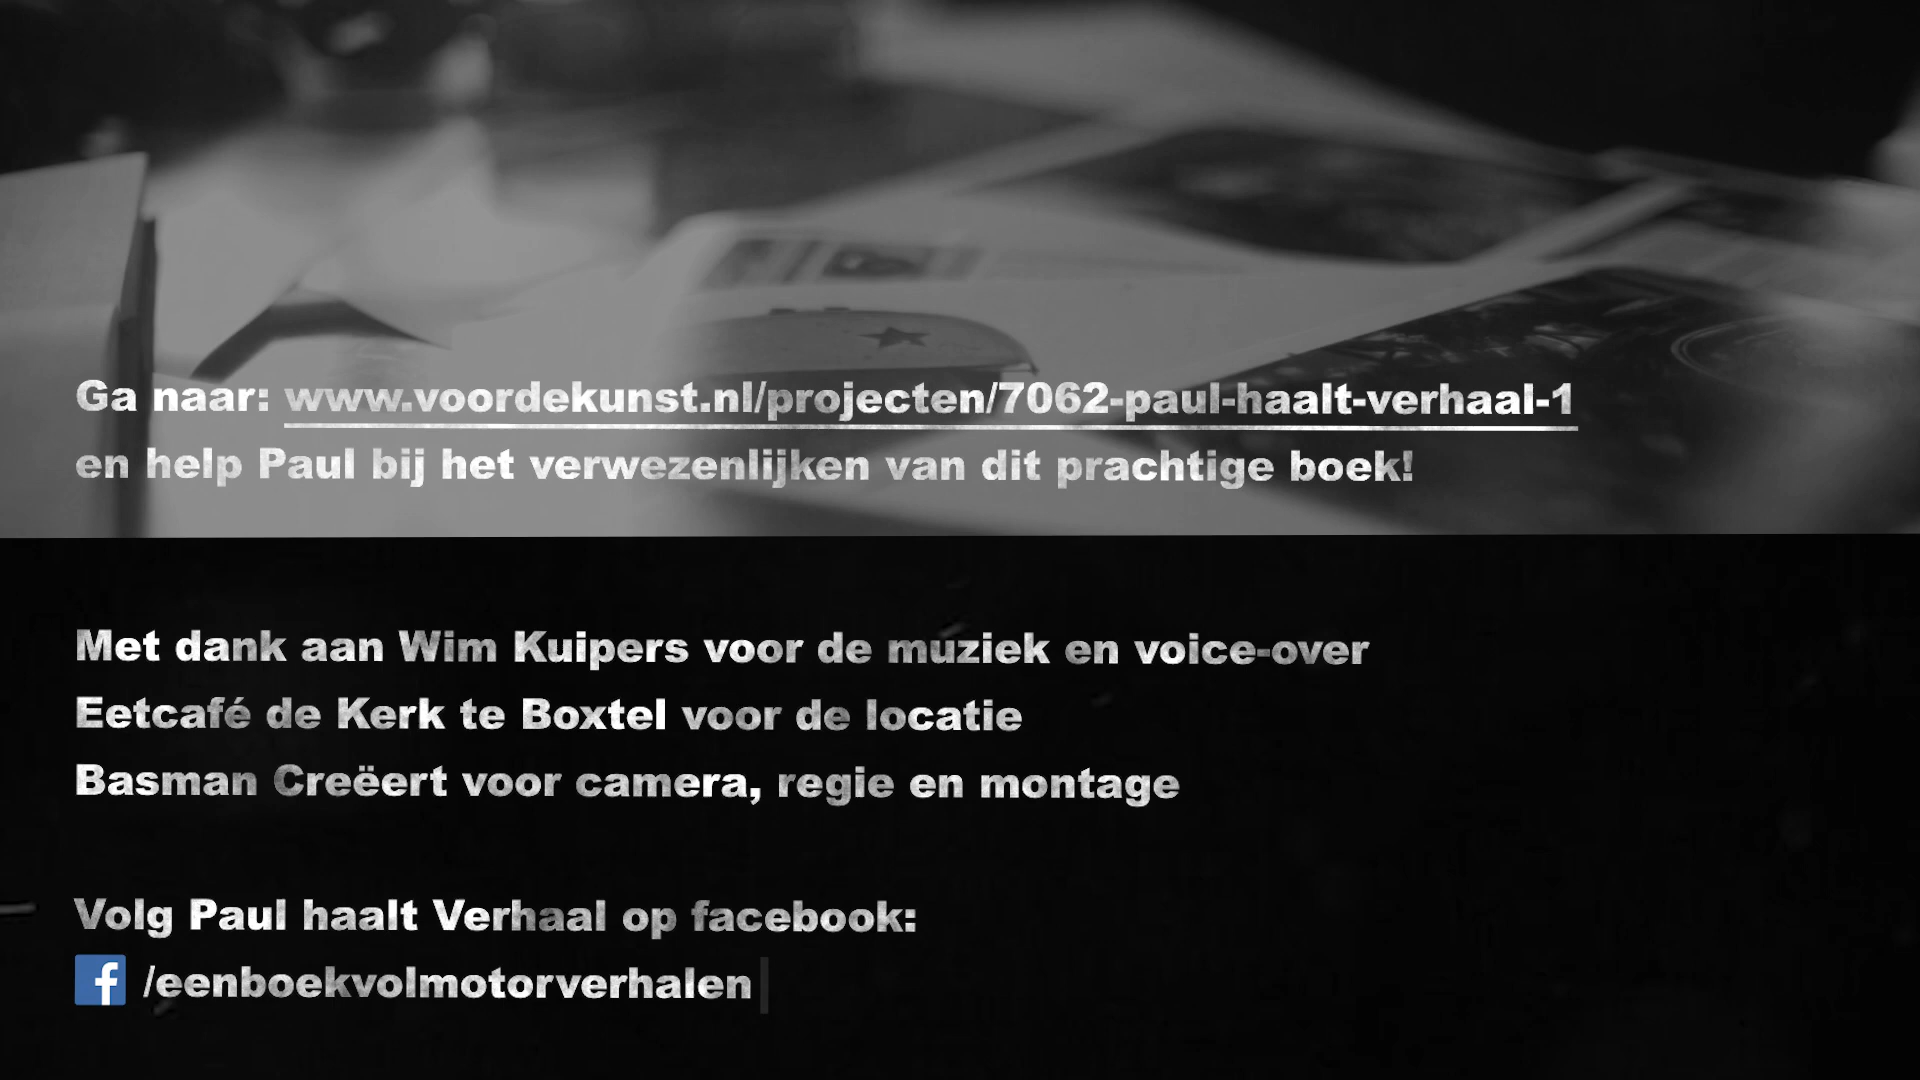 Ga naar: www.voordekunst.nl/projecten/7062-paul-haalt-verhaal-1
en help Paul bij het verwezenlijken van dit prachtige boek!
Met dank aan Wim Kuipers voor de muziek en voice-over
Eetcafé de Kerk te Boxtel voor de locatie
Basman Creëert voor camera, regie en montage
Volg Paul haalt Verhaal op facebook:
/eenboekvolmotorverhalen